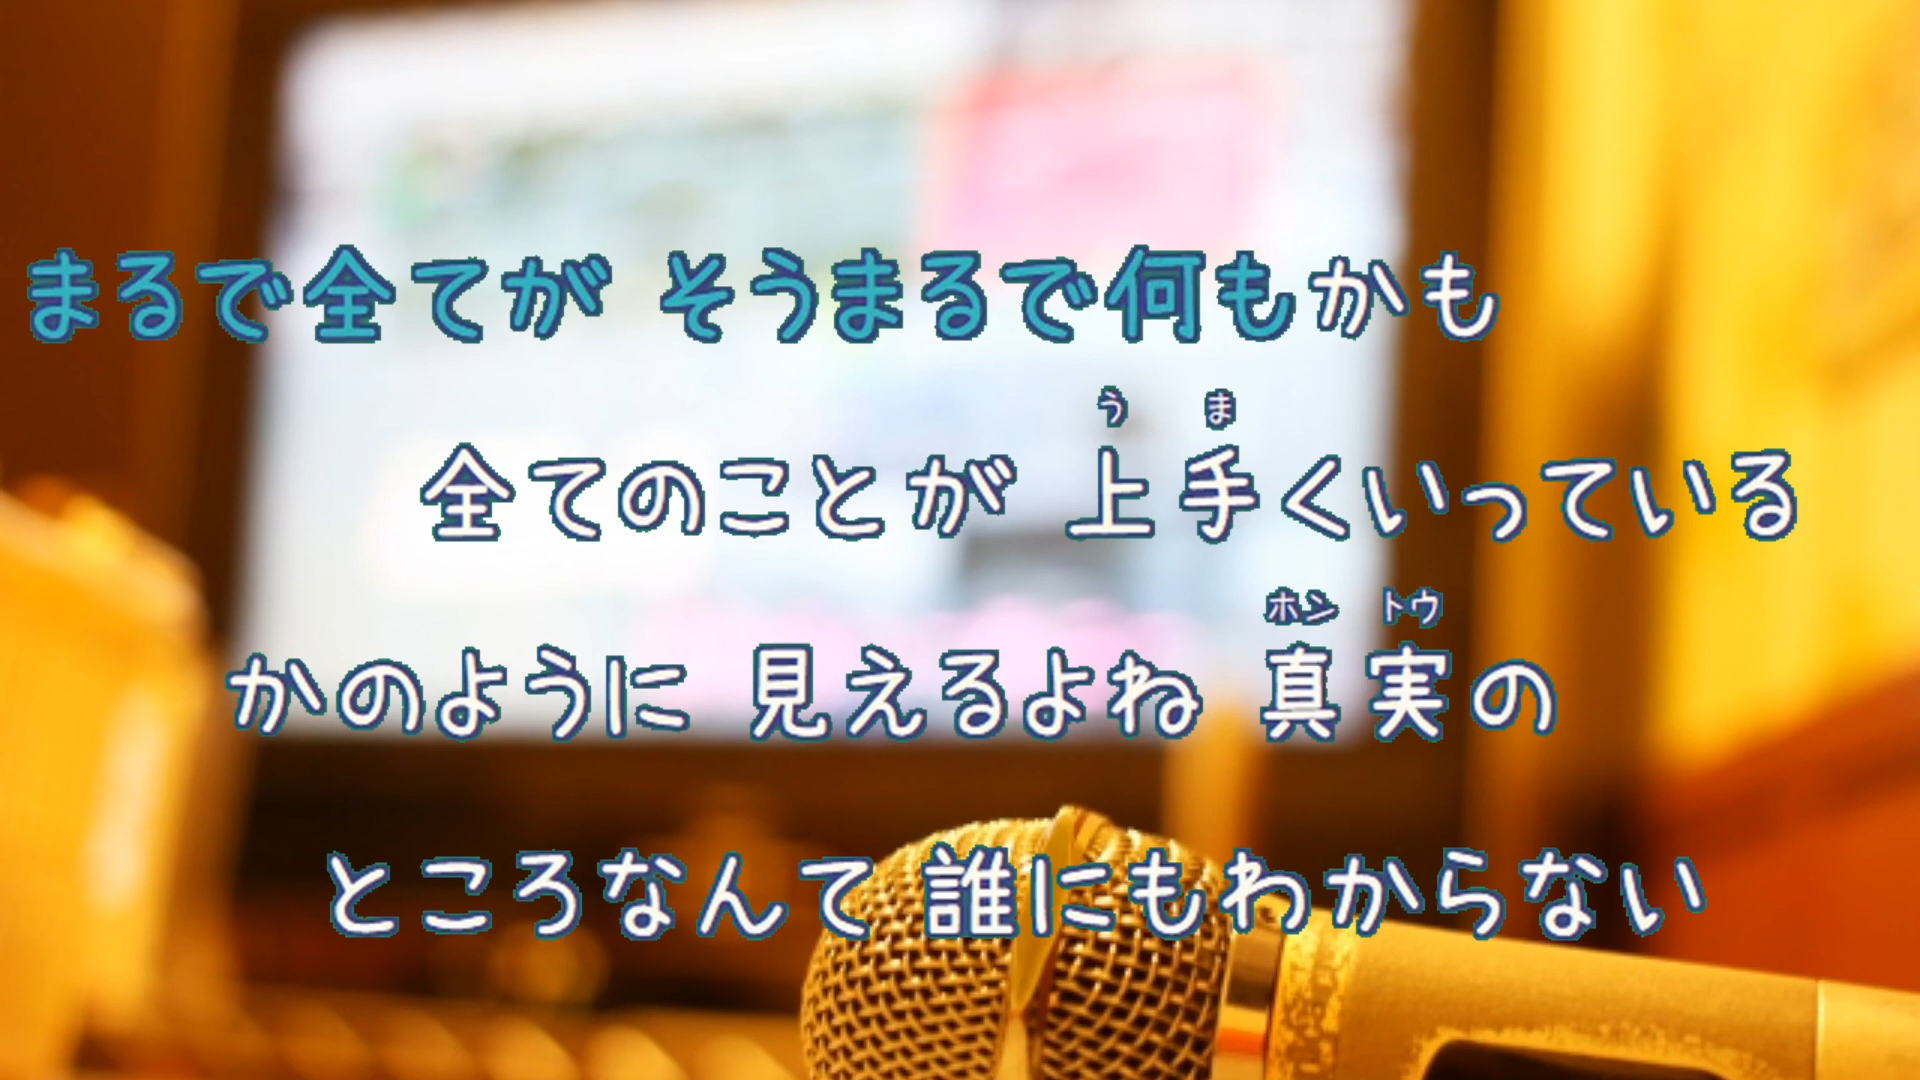 まるで全てが そうまるで何もかも
う ま
全てのことが 上手くいっている
ホン トウ
かのように 見えるよね 真実の
ところなんて 誰にもわからない